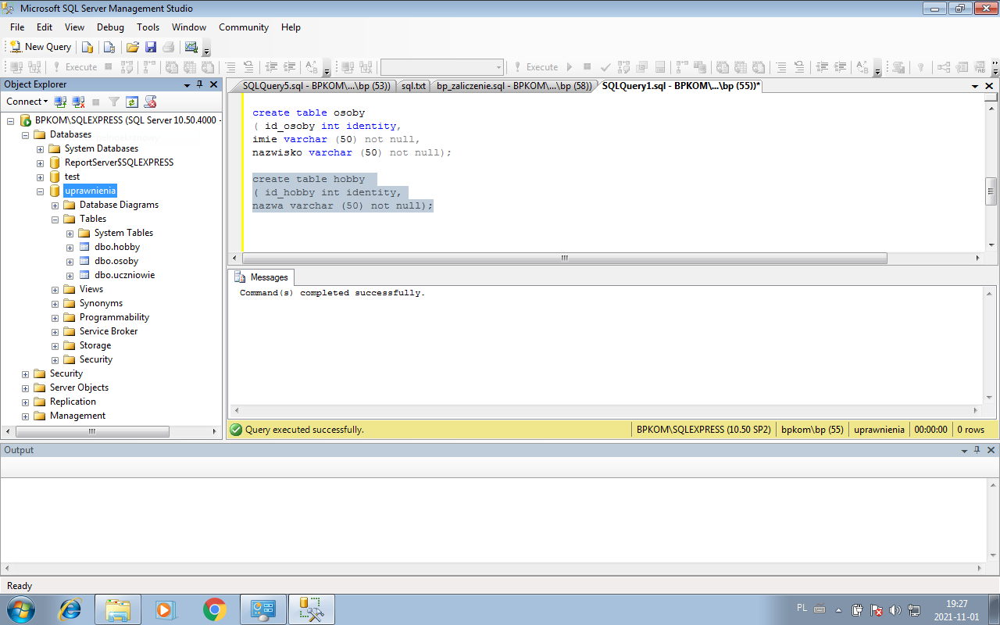 Microsoft SQL Server Management Studio
File Edit View Debug Tools Window Community Help
New Query
Execute Execute
Object Explorer
Connect
BPKOM\SQLEXPRESS (SQL Server 10.50.4000 -
Databases
System Databases
ReportServer$SQLEXPRESS
test
uprawnienia
Database Diagrams
Tables
System Tables
dbo.hobby
dbo.osoby
dbo.uczniowie
Views
Synonyms
Programmability
Service Broker
Storage
Security
Security
Server Objects
Replication
Management
SQLQuery5.sql - BPKOM\...\bp (53)) sql.txt bp_zaliczenie.sql - BPKOM\...\bp (58)) SQLQuery1.sql - BPKOM\...\bp (55))*
create table osoby
( id_osoby int identity,
imie varchar (50) not null,
nazwisko varchar (50) not null);
create table hobby
( id_hobby int identity,
nazwa varchar (50) not null);
Messages
Command(s) completed successfully.
Query executed successfully. BPKOM\SQLEXPRESS (10.50 SP2) bpkom\bp (55) uprawnienia 00:00:00 0 rows
Output
Ready
PL
19:27
2021-11-01